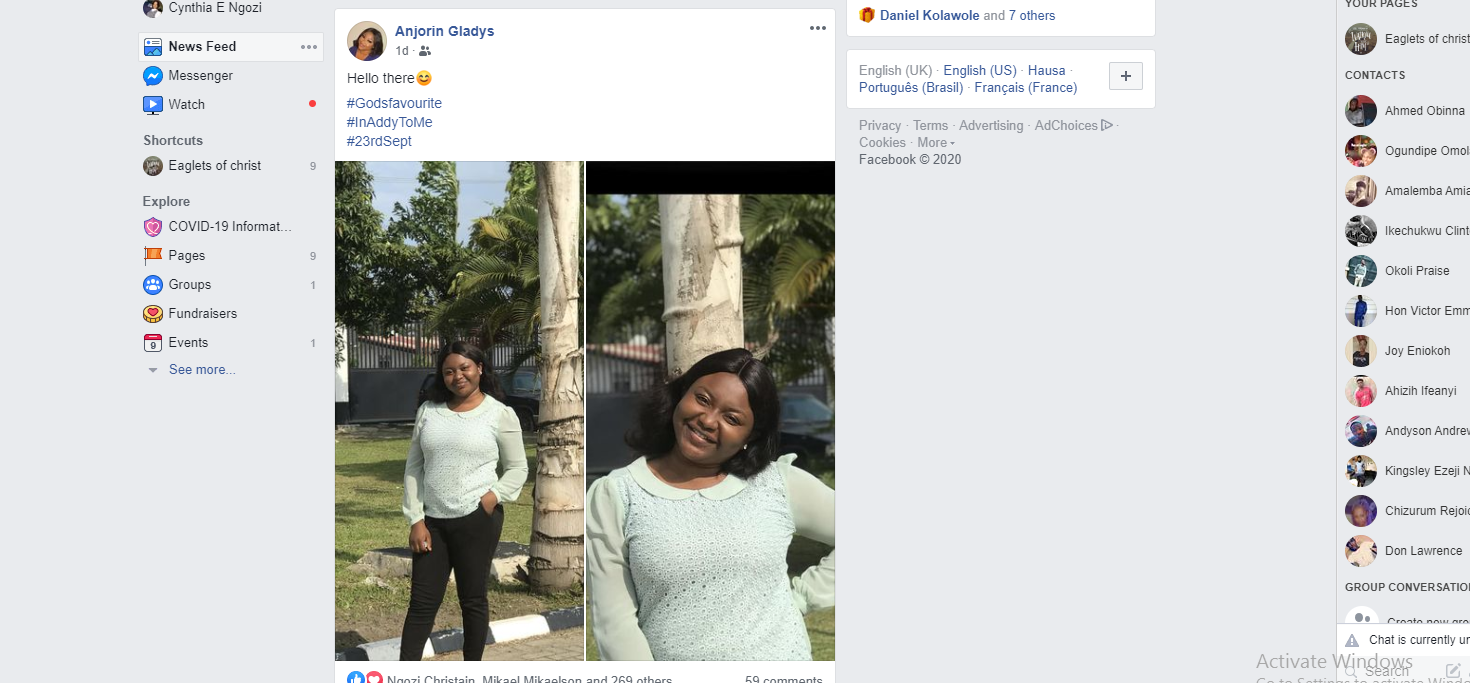 Cynthia E Ngozi
News Feed
Messenger
Watch
Shortcuts
Eaglets of christ 9
Explore
COVID-19 Informat...
Pages 9
Groups 1
Fundraisers
9 Events 1
See more...
Anjorin Gladys
1d ·
Hello there😊
#Godsfavourite
#InAddyToMe
#23rdSept
Ngozi Christain, Mikael Mikaelson and 269 others 59 comments
Daniel Kolawole and 7 others
English (UK) · English (US) · Hausa ·
Português (Brasil) · Français (France)
+
Privacy · Terms · Advertising · AdChoices ·
Cookies · More
Facebook © 2020
YOUR PAGES
Eaglets of christ
CONTACTS
Ahmed Obinna
Ogundipe Omol
Amalemba Amia
Ikechukwu Clint
Okoli Praise
Hon Victor Emm
Joy Eniokoh
Ahizih Ifeanyi
Andyson Andrew
Kingsley Ezeji N
Chizurum Rejoic
Don Lawrence
GROUP CONVERSATIO
Create new gro
Chat is currently un
Activate Windows
Search
Go to Settings to activate Windo